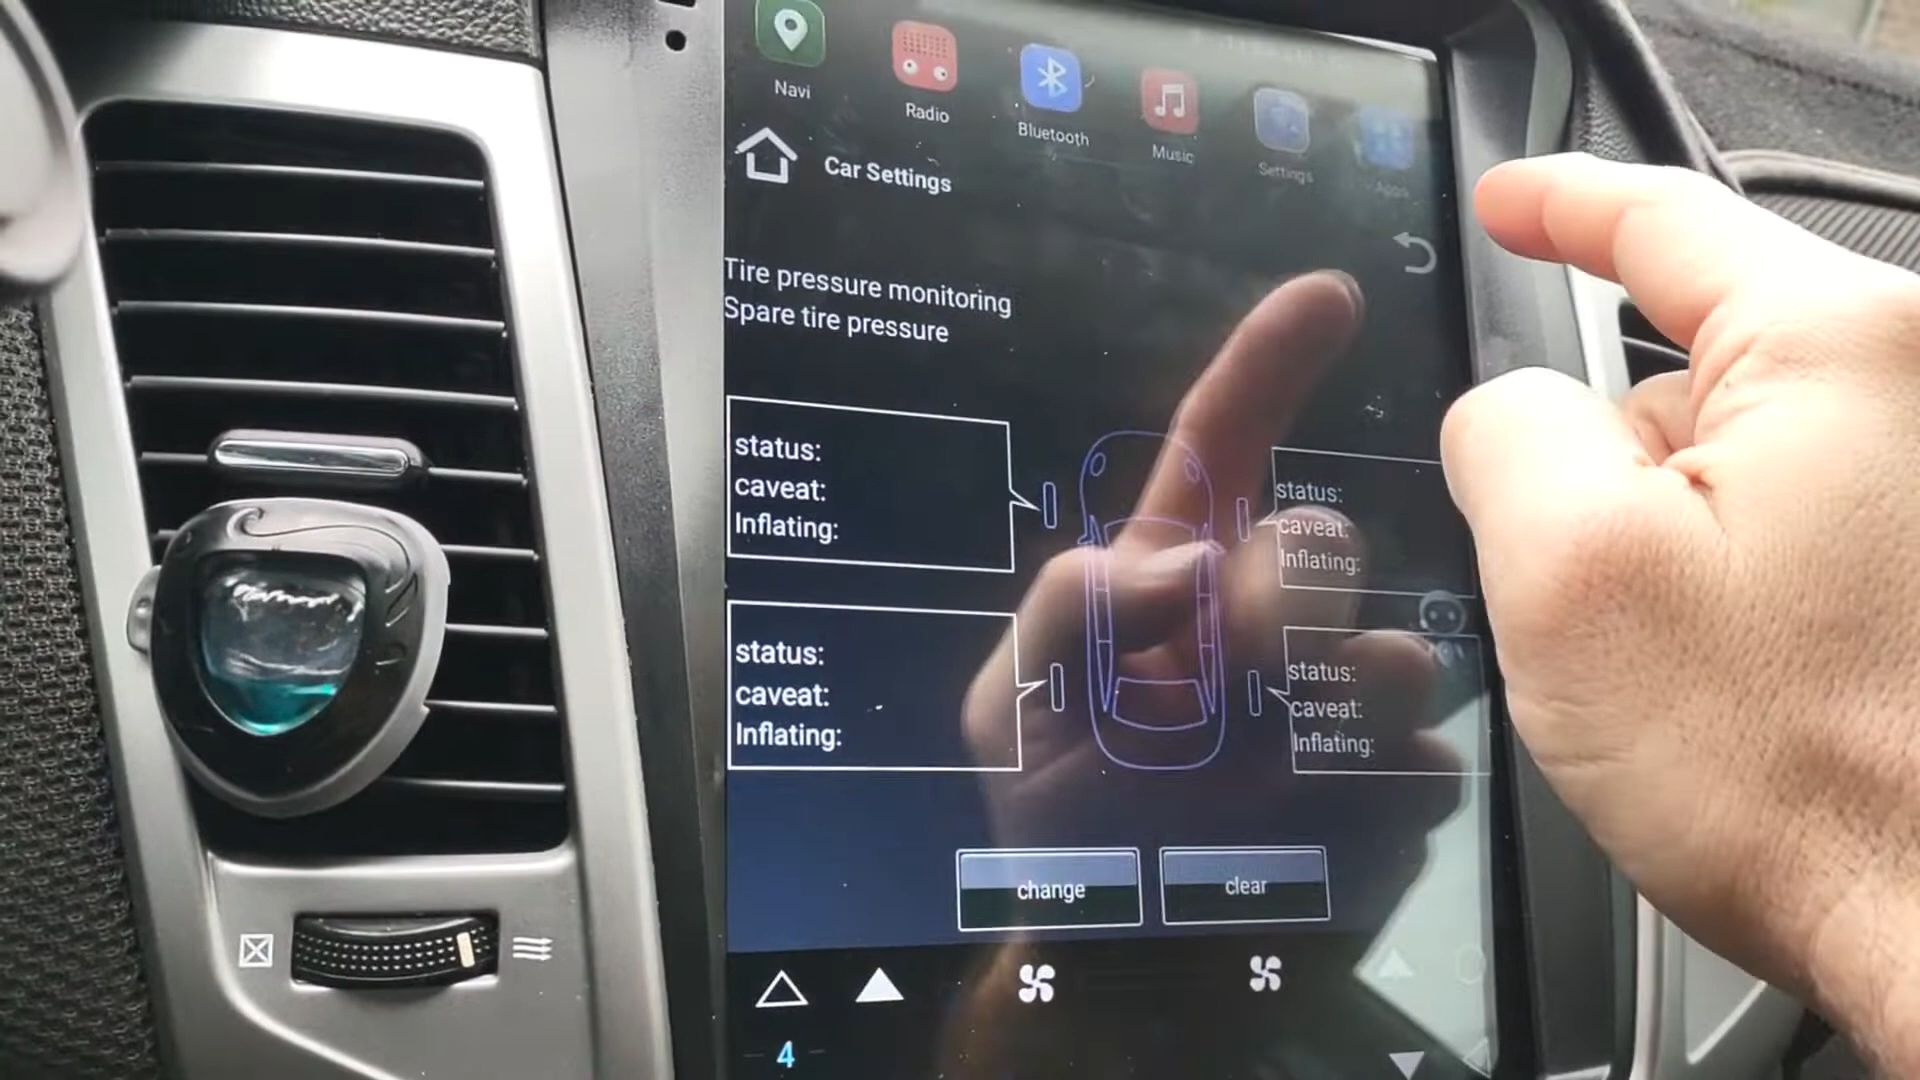 Navi
Radio
Bluetooth
Music
Settings
Apps
Car Settings
Tire pressure monitoring
Spare tire pressure
status:
caveat:
Inflating:
status:
caveat:
Inflating:
status:
caveat:
Inflating:
status:
caveat:
Inflating:
change
clear
4